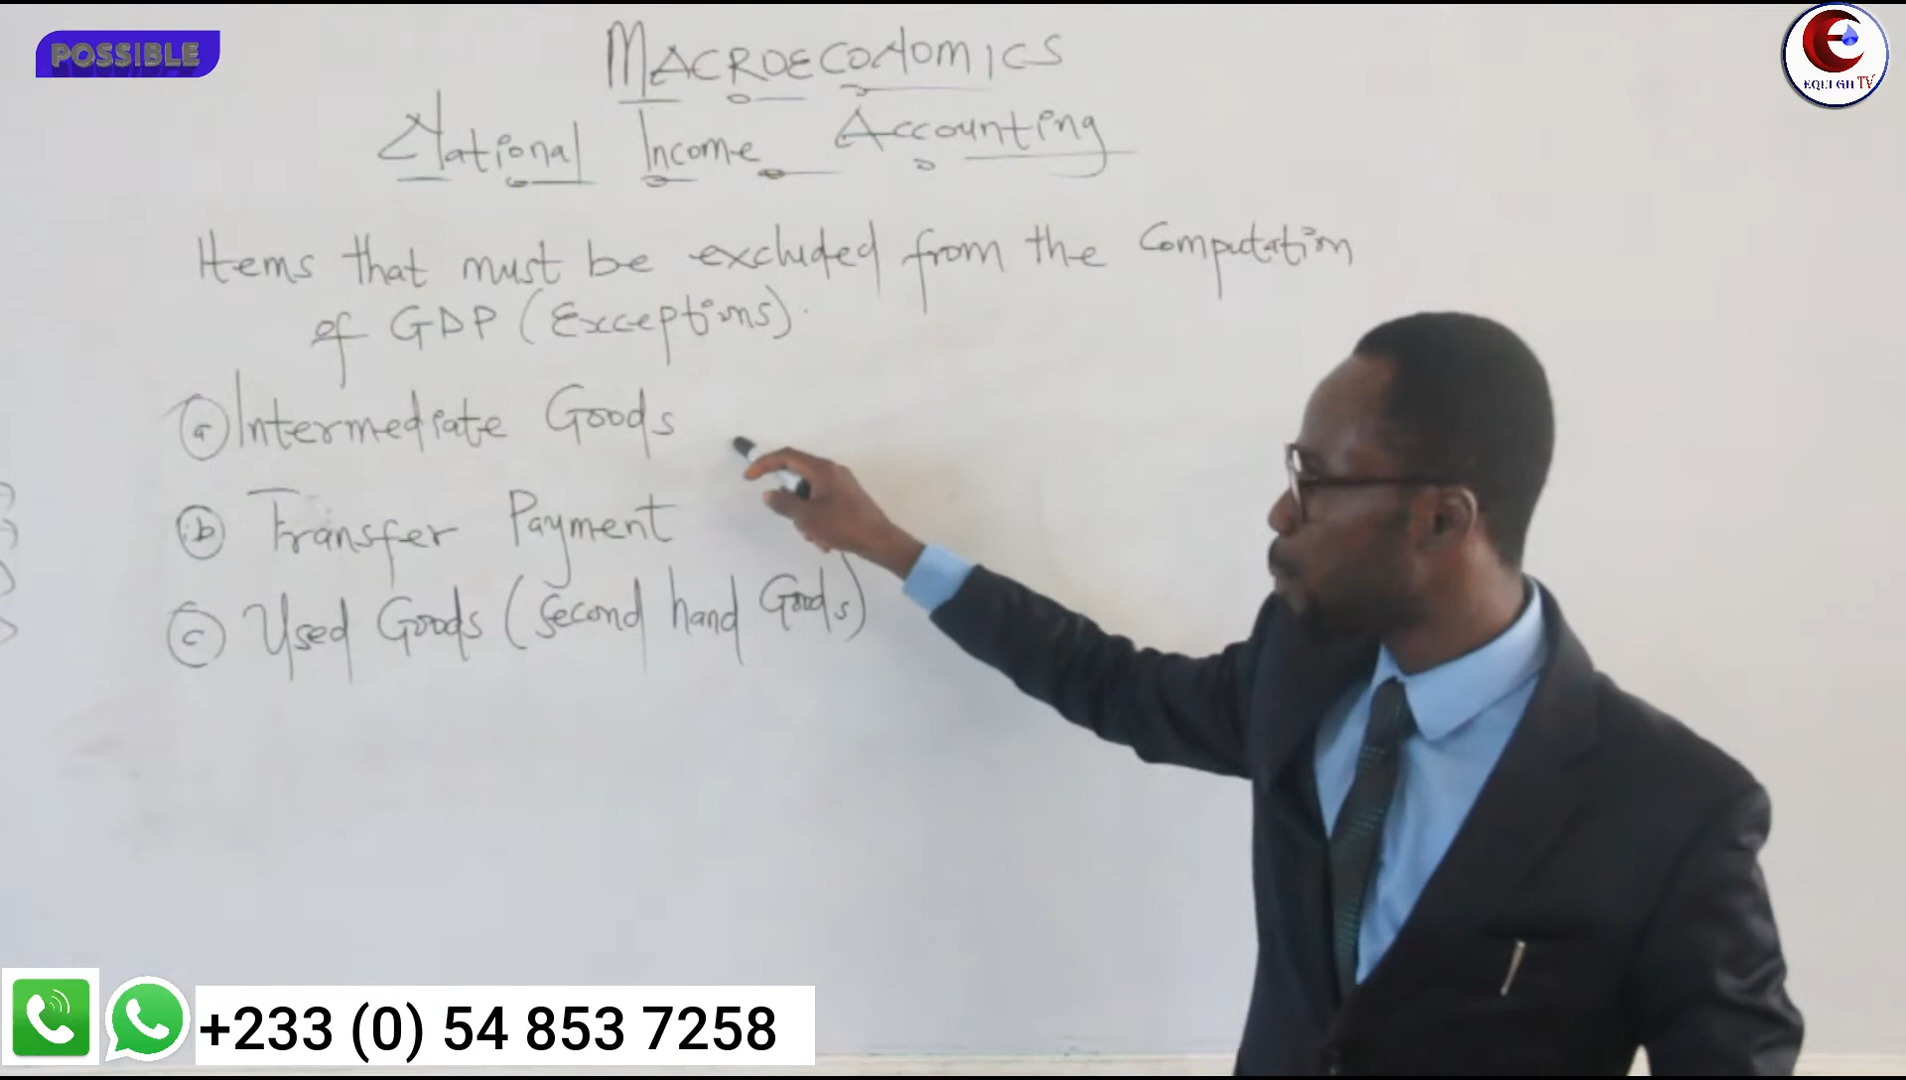 POSSIBLE
EQUI GH TV
MACROECONOMICS
National Income Accounting
Items that must be excluded from the Computation
of GDP (Exceptions).
a Intermediate Goods
b Transfer Payment
c Used Goods (Second hand Goods)
+233 (0) 54 853 7258